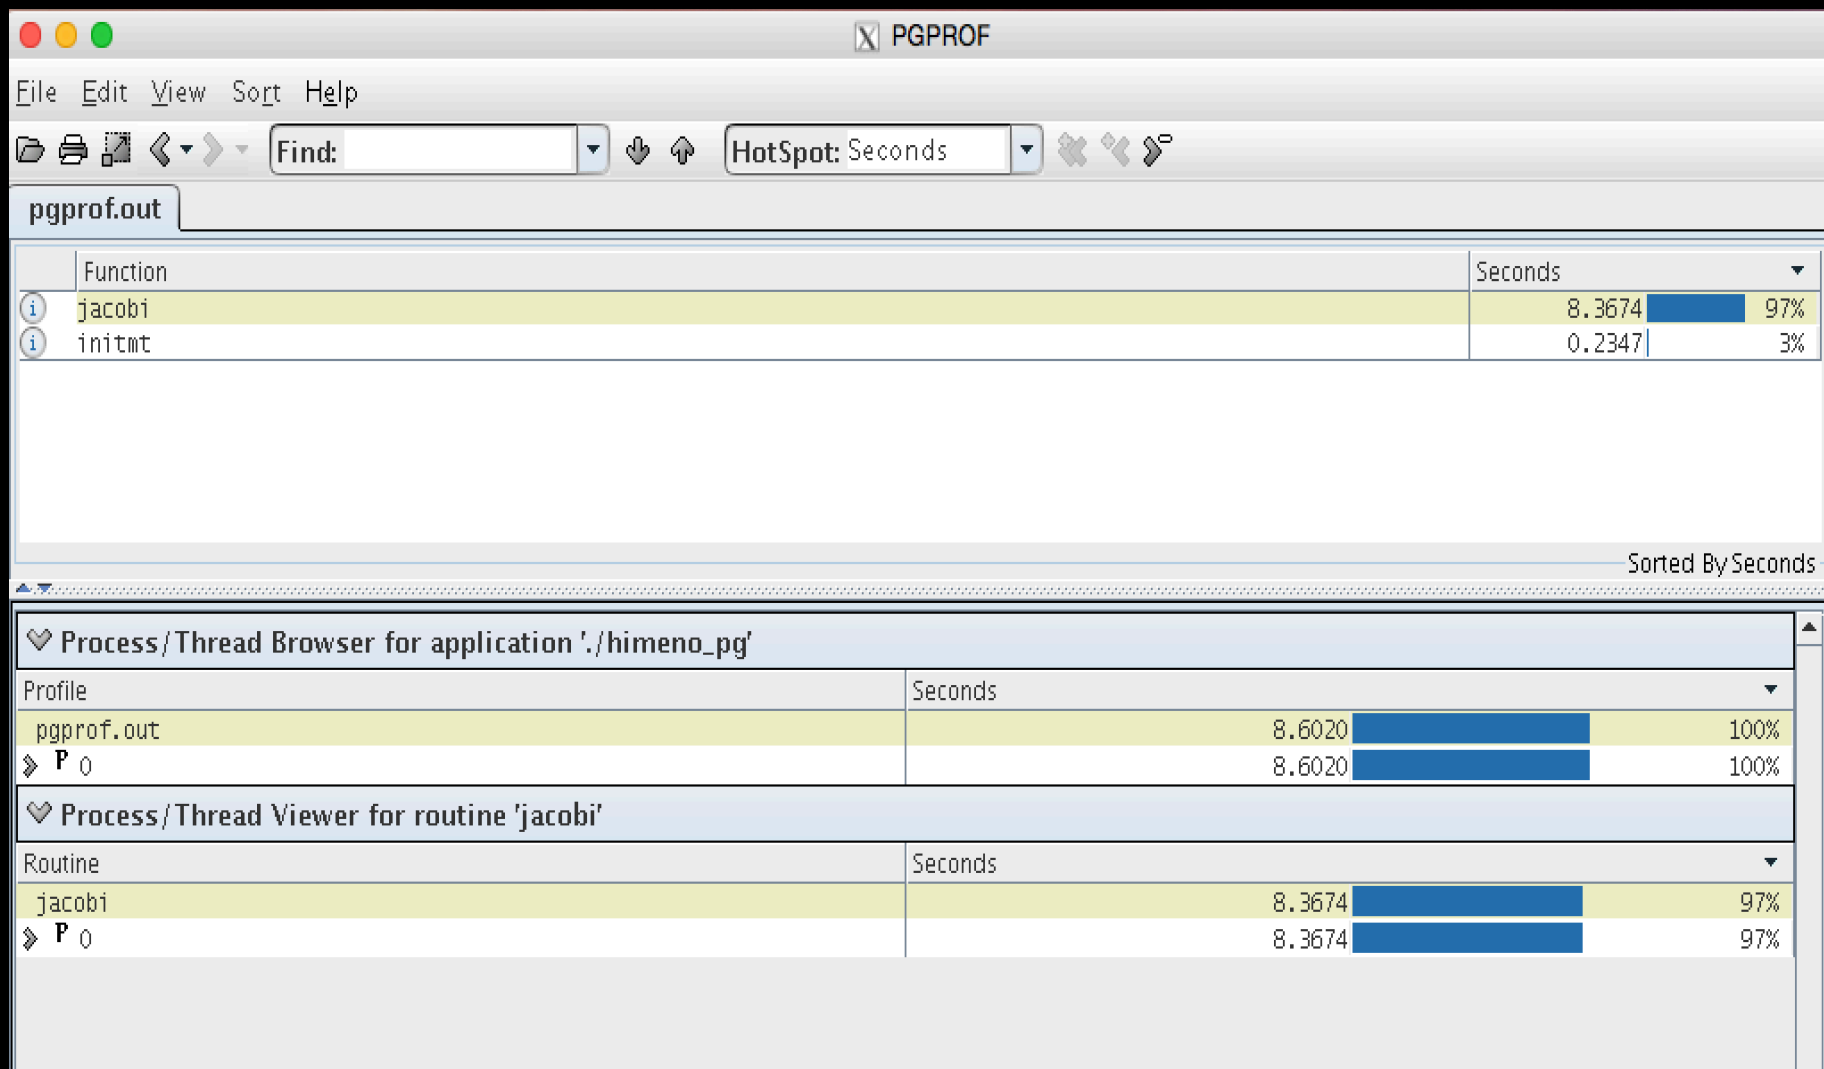 PGPROF
File Edit View Sort Help
Find: HotSpot: Seconds
pgprof.out
Function Seconds
jacobi 8.3674 97%
initmt 0.2347 3%
Sorted By Seconds
Process/Thread Browser for application './himeno_pg'
Profile Seconds
pgprof.out 8.6020 100%
P 0 8.6020 100%
Process/Thread Viewer for routine 'jacobi'
Routine Seconds
jacobi 8.3674 97%
P 0 8.3674 97%